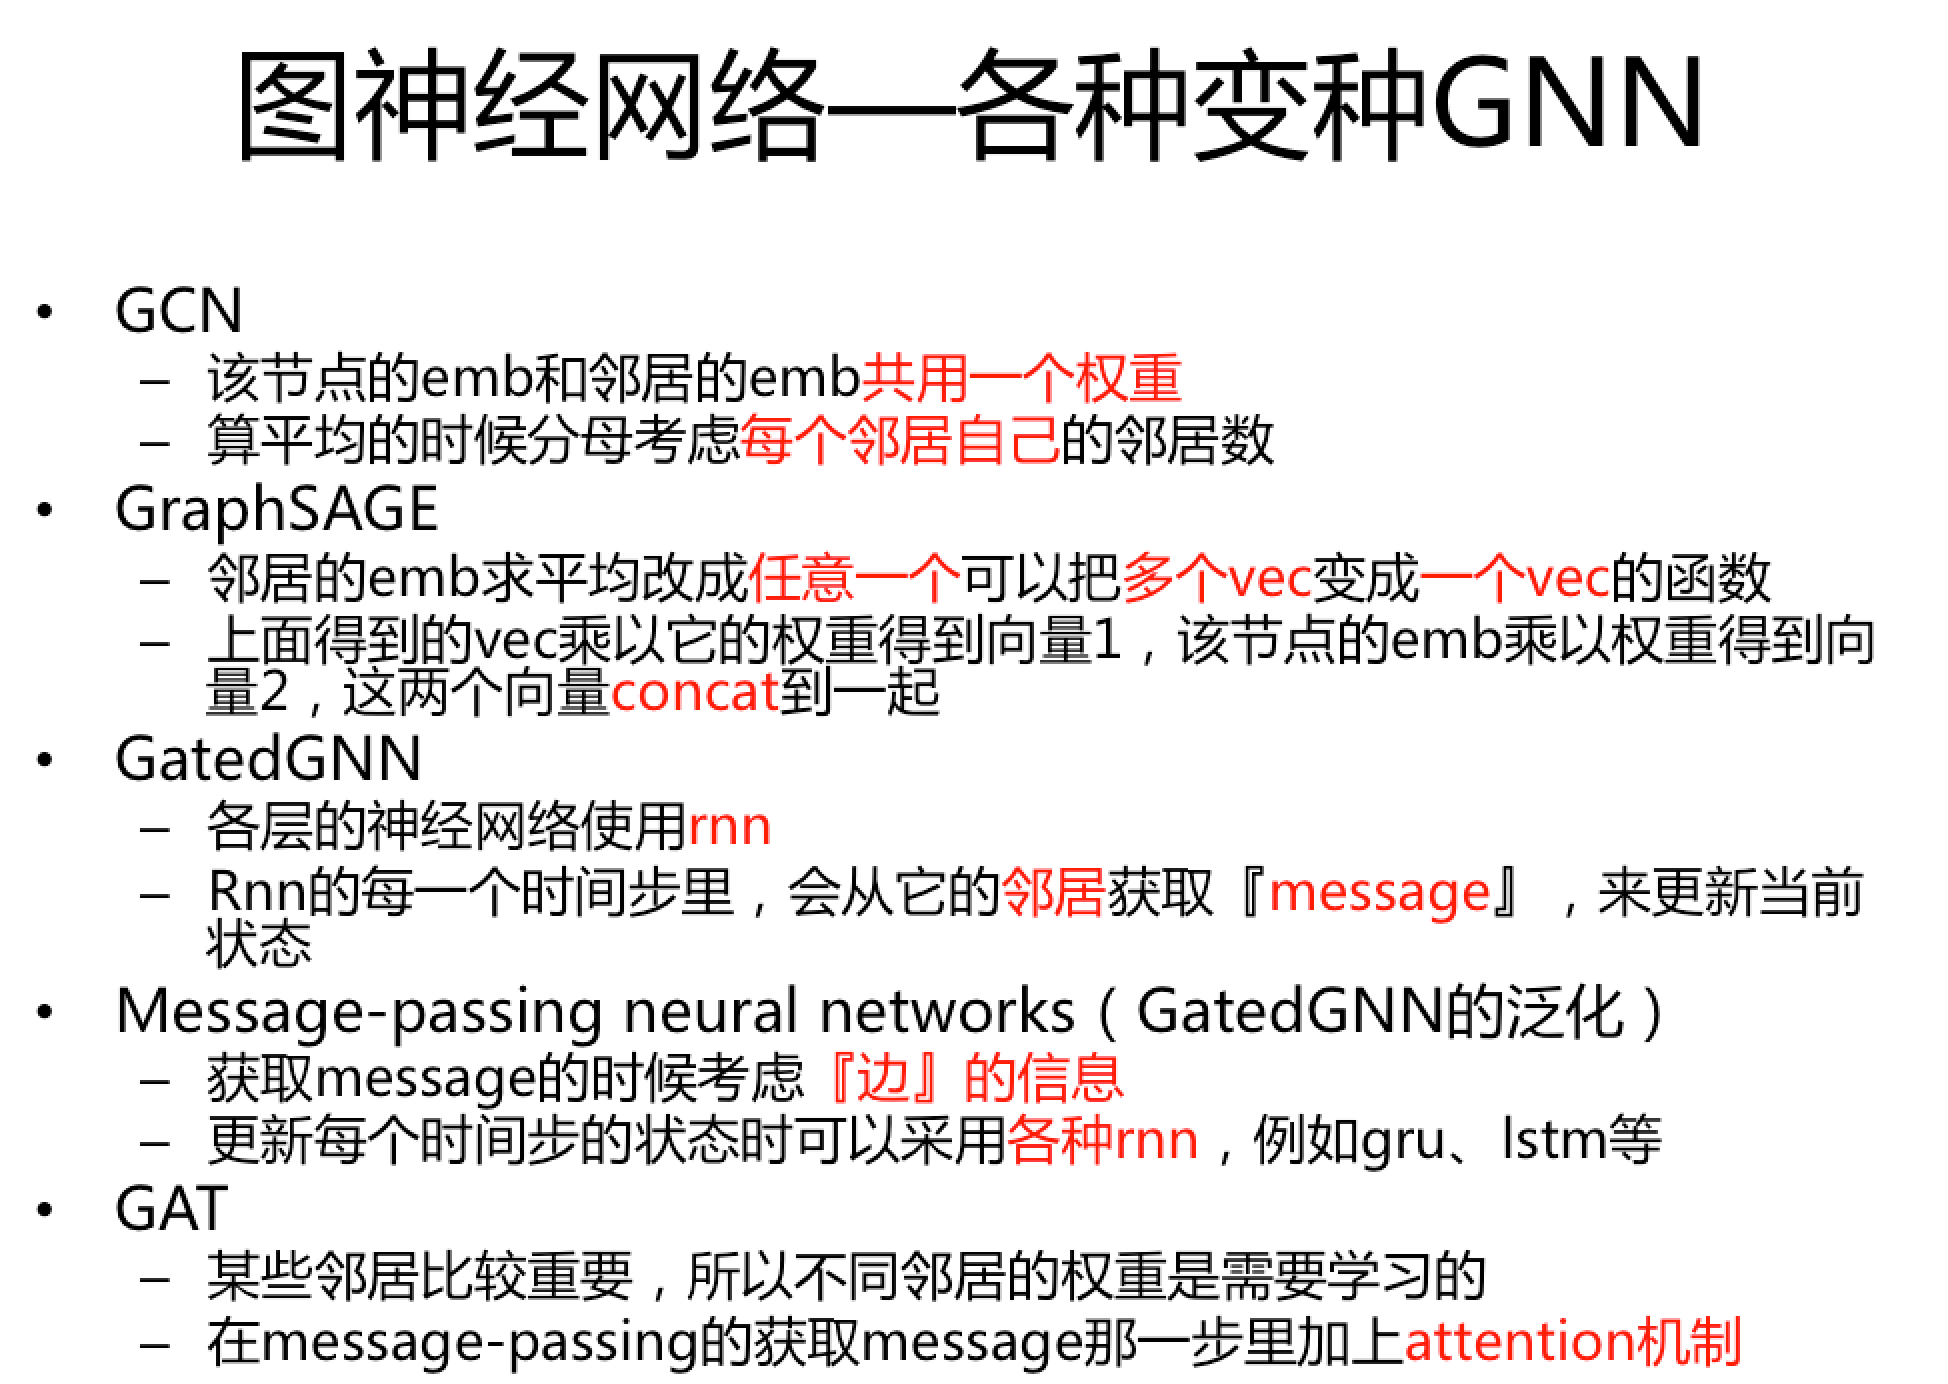 图神经网络—各种变种GNN
• GCN
– 该节点的emb和邻居的emb共用一个权重
– 算平均的时候分母考虑每个邻居自己的邻居数
• GraphSAGE
– 邻居的emb求平均改成任意一个可以把多个vec变成一个vec的函数
– 上面得到的vec乘以它的权重得到向量1，该节点的emb乘以权重得到向
量2，这两个向量concat到一起
• GatedGNN
– 各层的神经网络使用rnn
– Rnn的每一个时间步里，会从它的邻居获取『message』，来更新当前
状态
• Message-passing neural networks（GatedGNN的泛化）
– 获取message的时候考虑『边』的信息
– 更新每个时间步的状态时可以采用各种rnn，例如gru、lstm等
• GAT
– 某些邻居比较重要，所以不同邻居的权重是需要学习的
– 在message-passing的获取message那一步里加上attention机制